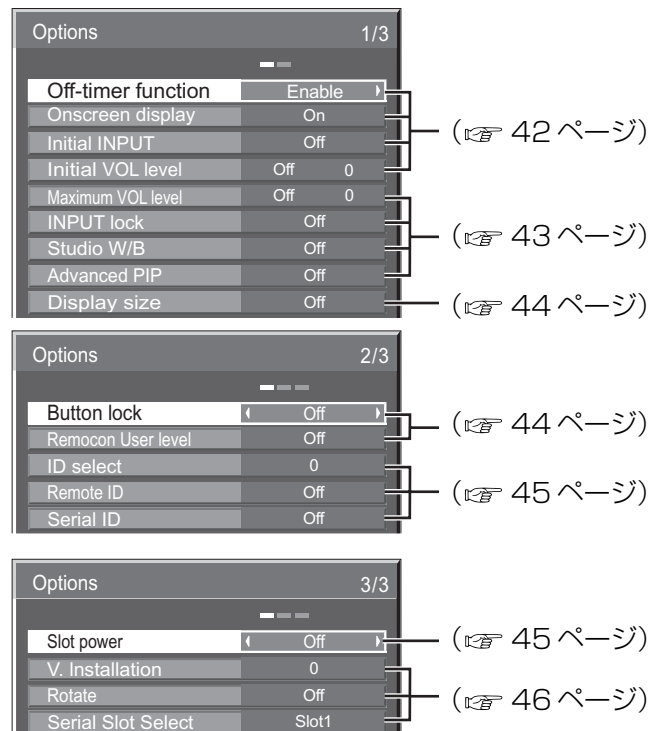 Options 1/3
Off-timer function Enable
Onscreen display On
Initial INPUT Off
Initial VOL level Off 0
(☞ 42 ページ)
Maximum VOL level Off 0
INPUT lock Off
Studio W/B Off
Advanced PIP Off
(☞ 43 ページ)
Display size Off
(☞ 44 ページ)
Options 2/3
Button lock Off
Remocon User level Off
(☞ 44 ページ)
ID select 0
Remote ID Off
Serial ID Off
(☞ 45 ページ)
Options 3/3
Slot power Off
(☞ 45 ページ)
V. Installation 0
Rotate Off
Serial Slot Select Slot1
(☞ 46 ページ)